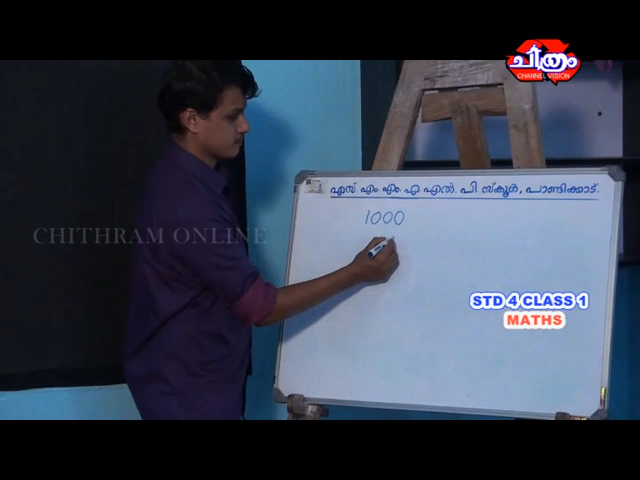 ചിത്രം
CHANNEL VISION
എസ് എം എം. എ എൽ. പി. സ്കൂൾ, പാണ്ടിക്കാട്.
1000
CHITHRAM ONLINE
STD 4 CLASS 1
MATHS